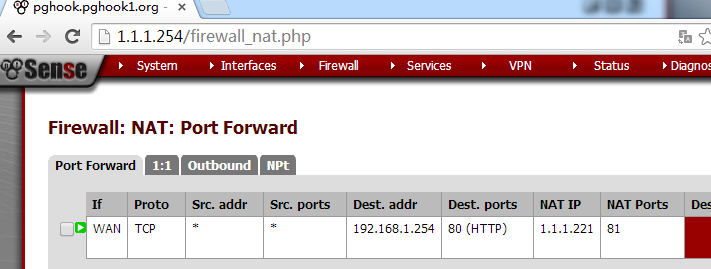 pghook.pghook1.org -
1.1.1.254/firewall_nat.php
Sense
System Interfaces Firewall Services VPN Status Diagnos
Firewall: NAT: Port Forward
Port Forward 1:1 Outbound NPt
If Proto Src. addr Src. ports Dest. addr Dest. ports NAT IP NAT Ports Des
WAN TCP * * 192.168.1.254 80 (HTTP) 1.1.1.221 81